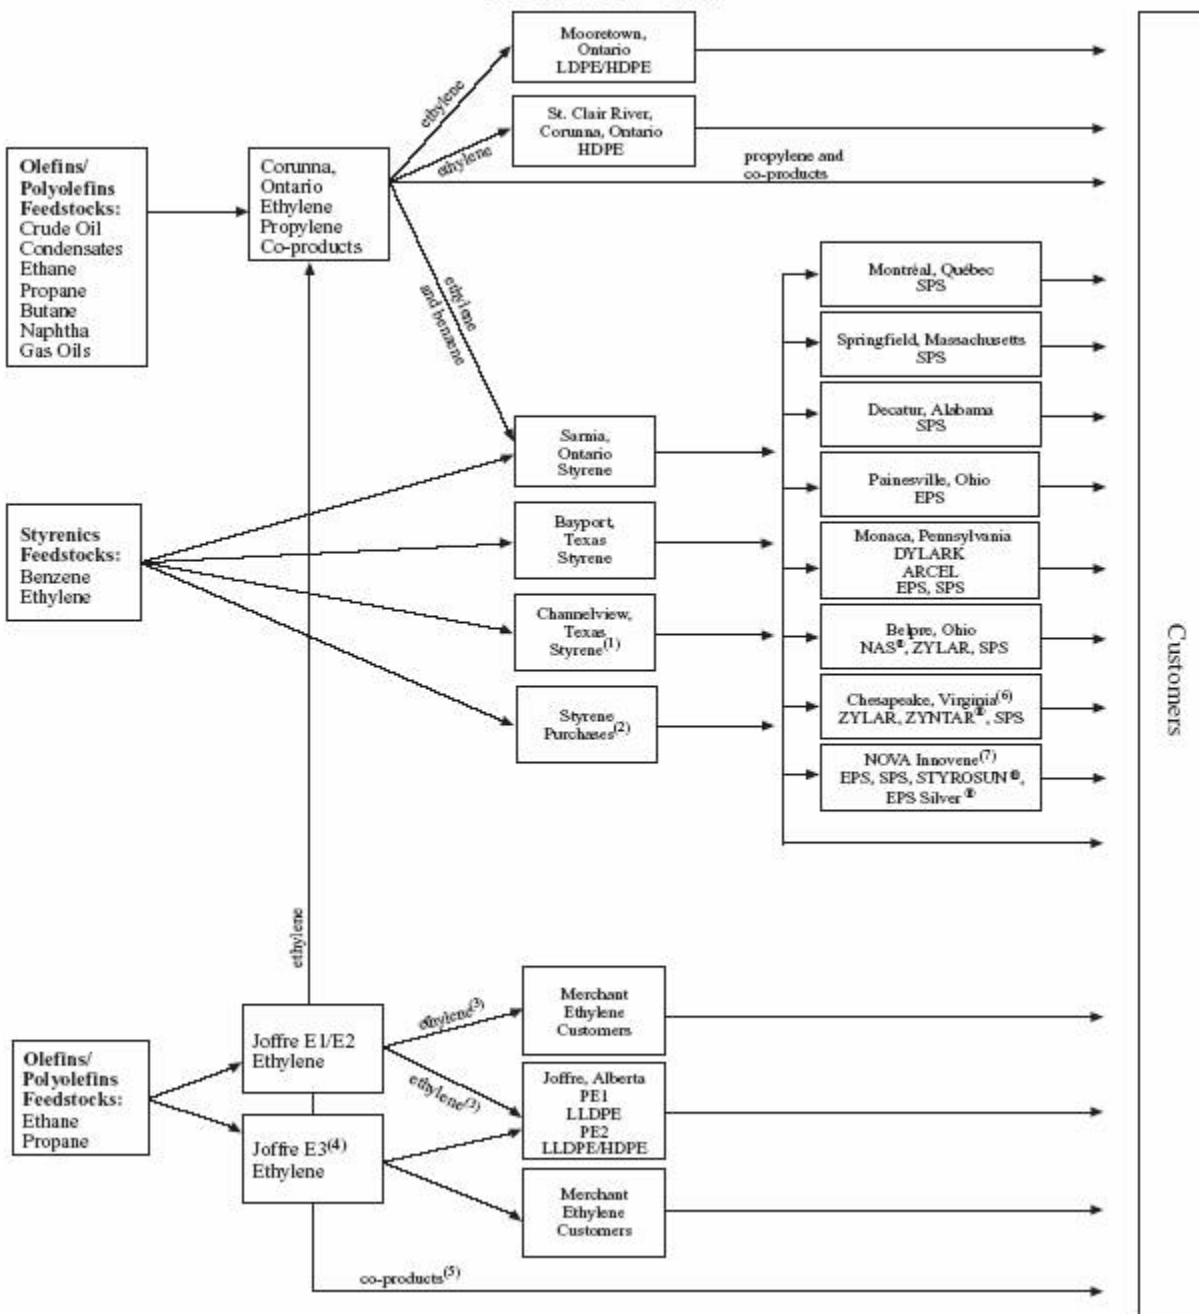 Mooretown,
Ontario
LDPE/HDPE
ethylene
St. Clair River,
Corunna, Ontario
HDPE
ethylene
propylene and
co-products
Olefins/
Polyolefins
Feedstocks:
Crude Oil
Condensates
Ethane
Propane
Butane
Naphtha
Gas Oils
Corunna,
Ontario
Ethylene
Propylene
Co-products
ethylene
and benzene
Montréal, Québec
SPS
Springfield, Massachusetts
SPS
Decatur, Alabama
SPS
Painesville, Ohio
EPS
Monaca, Pennsylvania
DYLARK
ARCEL
EPS, SPS
Belpre, Ohio
NAS®, ZYLAR, SPS
Chesapeake, Virginia(6)
ZYLAR, ZYNTAR®, SPS
NOVA Innovene(7)
EPS, SPS, STYROSUN®,
EPS Silver®
Sarnia,
Ontario
Styrene
Bayport,
Texas
Styrene
Channelview,
Texas
Styrene(1)
Styrene
Purchases(2)
Styrenics
Feedstocks:
Benzene
Ethylene
Customers
ethylene
Olefins/
Polyolefins
Feedstocks:
Ethane
Propane
Joffre E1/E2
Ethylene
Joffre E3(4)
Ethylene
ethylene(3)
ethylene(3)
Merchant
Ethylene
Customers
Joffre, Alberta
PE1
LLDPE
PE2
LLDPE/HDPE
Merchant
Ethylene
Customers
co-products(5)